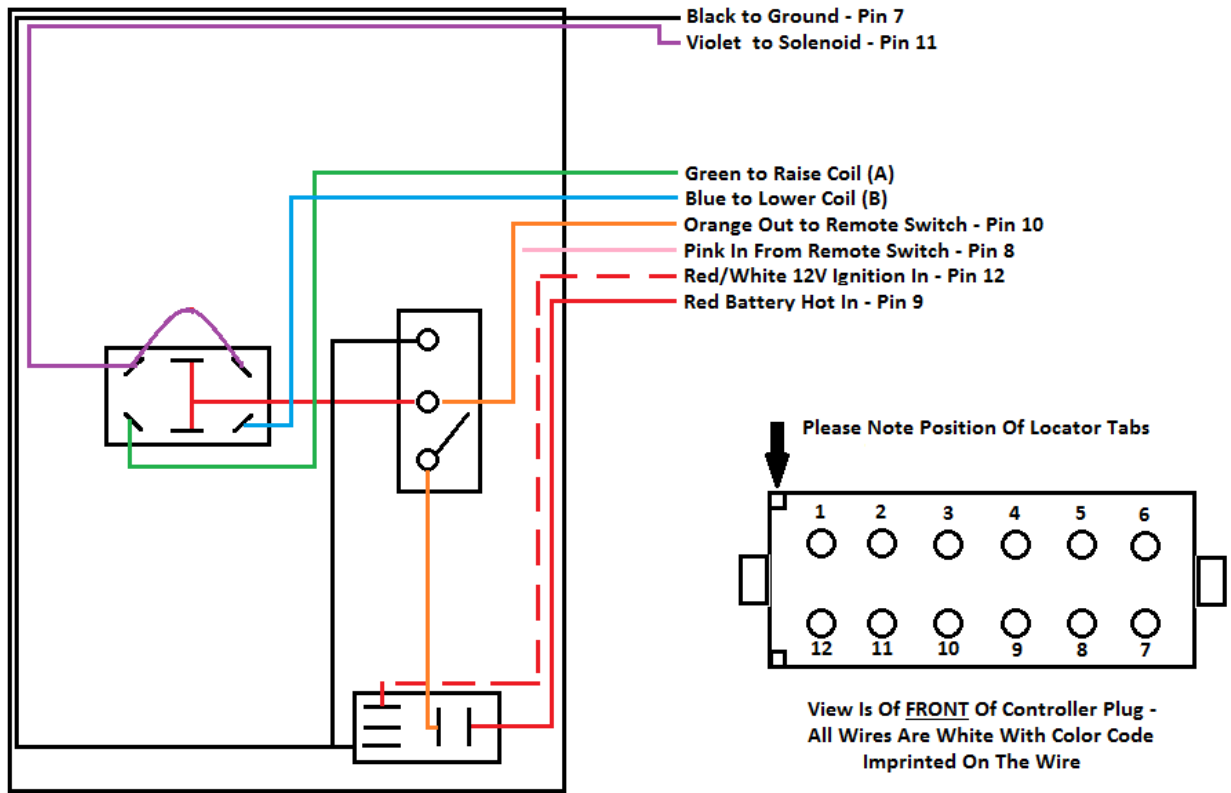 Black to Ground - Pin 7
Violet to Solenoid - Pin 11
Green to Raise Coil (A)
Blue to Lower Coil (B)
Orange Out to Remote Switch - Pin 10
Pink In From Remote Switch - Pin 8
Red/White 12V Ignition In - Pin 12
Red Battery Hot In - Pin 9
Please Note Position Of Locator Tabs
1 2 3 4 5 6
12 11 10 9 8 7
View Is Of FRONT Of Controller Plug -
All Wires Are White With Color Code
Imprinted On The Wire